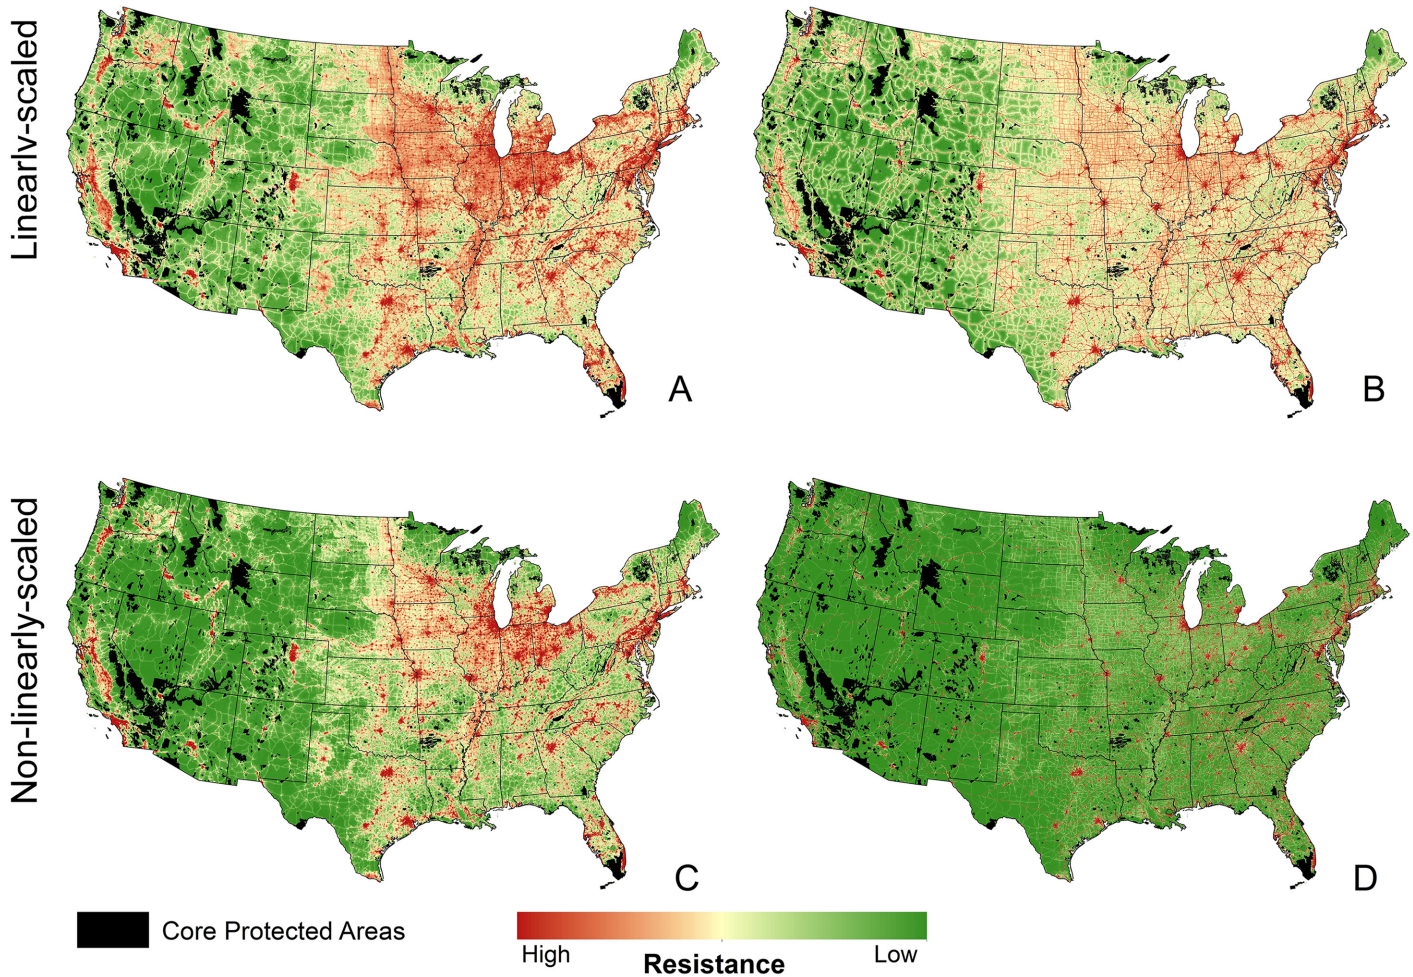 Linearly-scaled
A
B
Non-linearly-scaled
C
D
Core Protected Areas
High
Low
Resistance